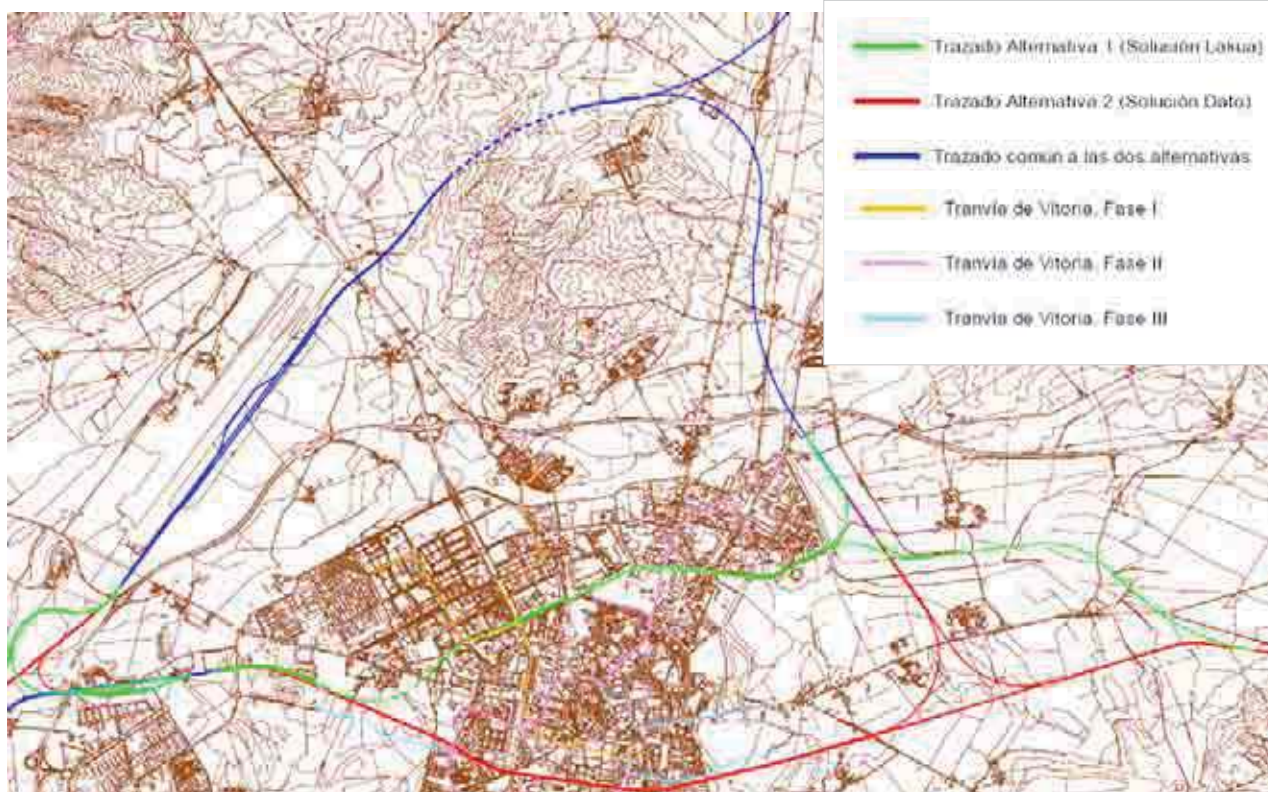 Trazado Alternativa 1 (Solución Lakua)
Trazado Alternativa 2 (Solución Dato)
Trazado común a las dos alternativas
Tranvía de Vitoria. Fase I
Tranvía de Vitoria. Fase II
Tranvía de Vitoria. Fase III